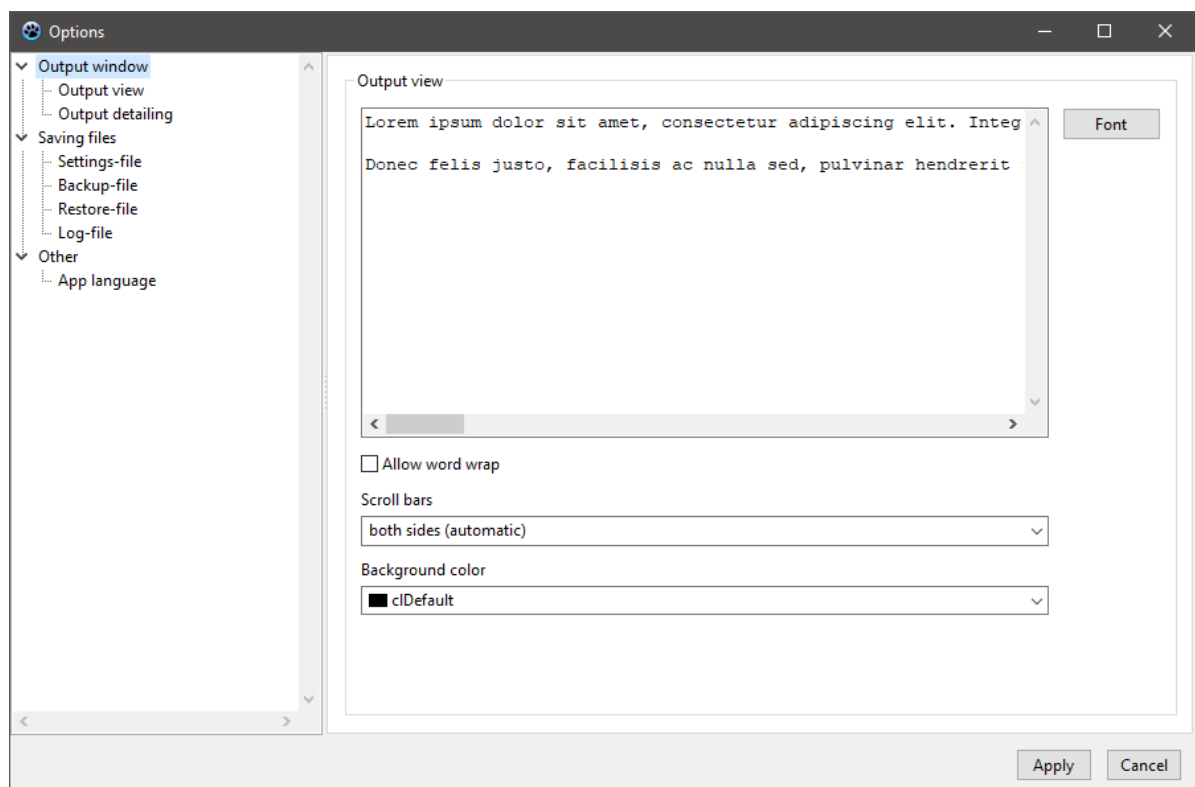 Options
Output window
Output view
Output detailing
Saving files
Settings-file
Backup-file
Restore-file
Log-file
Other
App language
Output view
Lorem ipsum dolor sit amet, consectetur adipiscing elit. Integ
Donec felis justo, facilisis ac nulla sed, pulvinar hendrerit
Font
Allow word wrap
Scroll bars
both sides (automatic)
Background color
clDefault
Apply Cancel